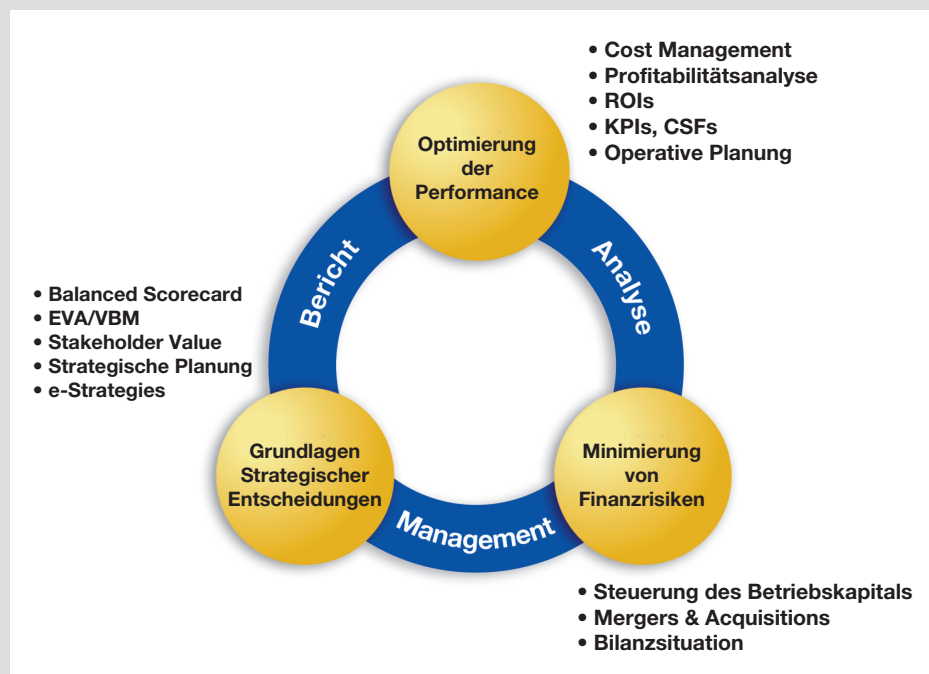 • Cost Management
• Profitabilitätsanalyse
• ROIs
• KPIs, CSFs
• Operative Planung
Optimierung
der
Performance
Bericht
Analyse
• Balanced Scorecard
• EVA/VBM
• Stakeholder Value
• Strategische Planung
• e-Strategies
Grundlagen
Strategischer
Entscheidungen
Minimierung
von
Finanzrisiken
Management
• Steuerung des Betriebskapitals
• Mergers & Acquisitions
• Bilanzsituation